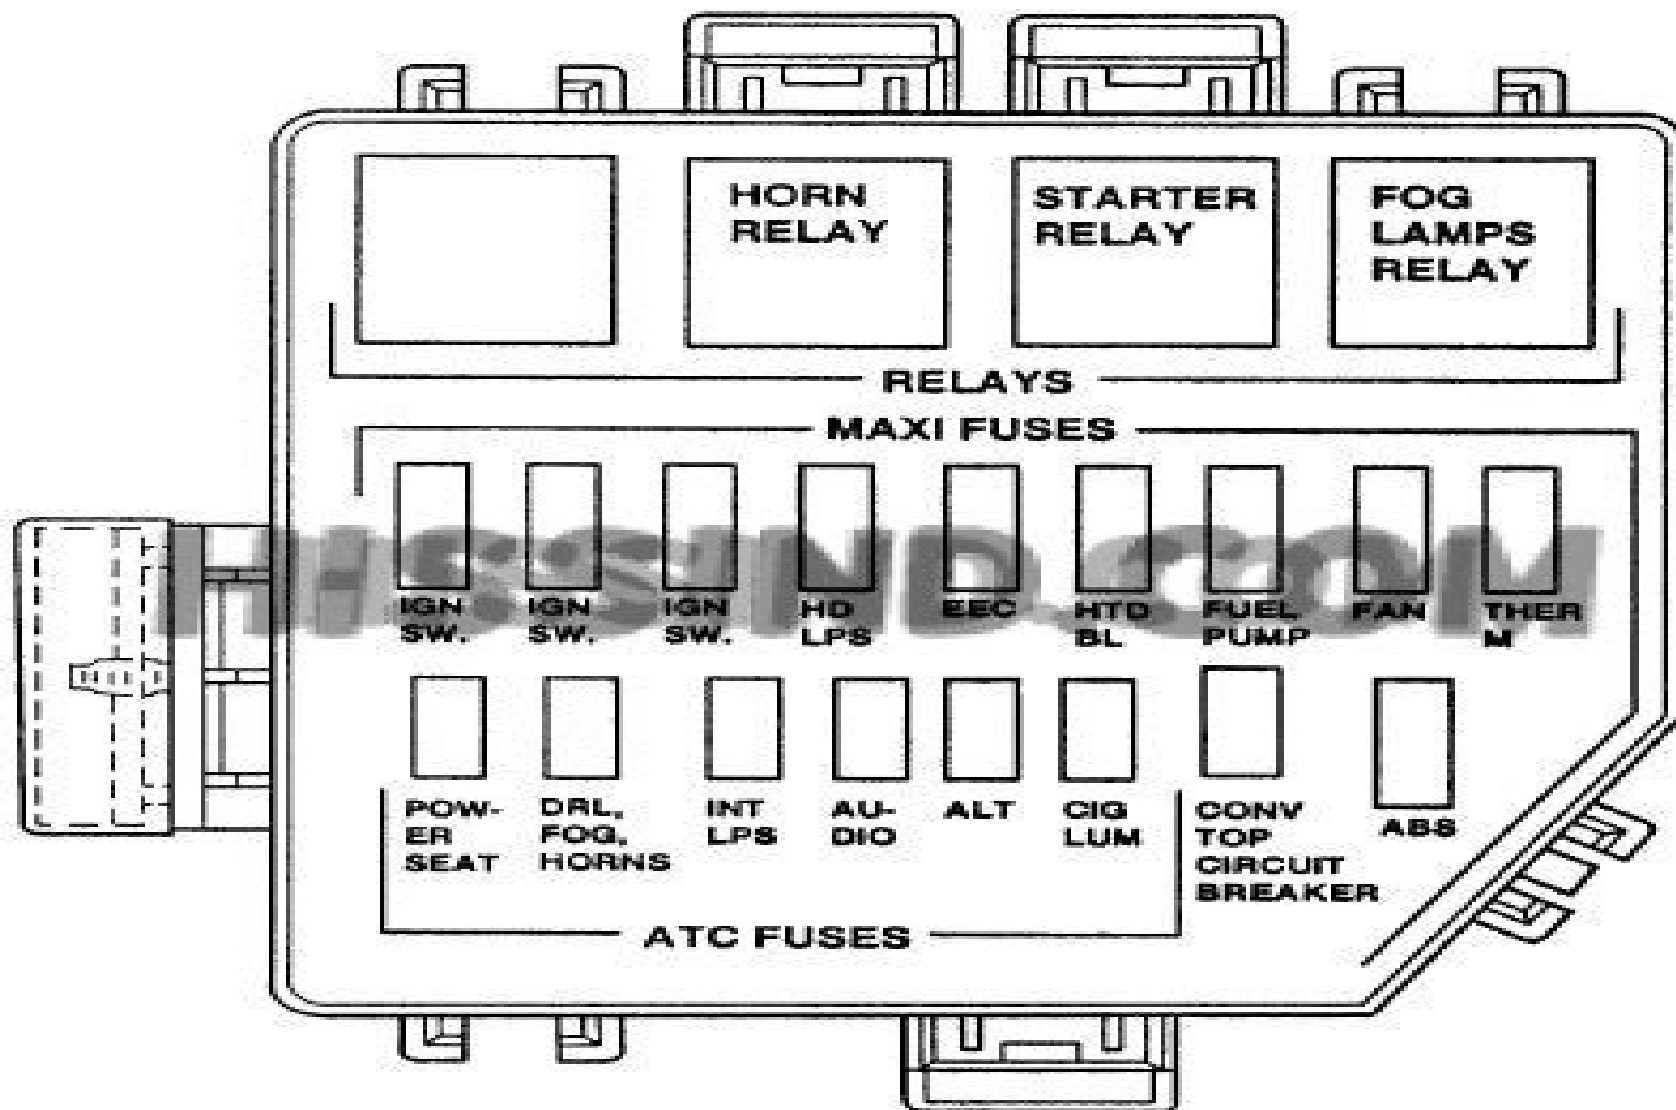 HORN
RELAY
STARTER
RELAY
FOG
LAMPS
RELAY
RELAYS
MAXI FUSES
IGN
SW.
IGN
SW.
IGN
SW.
HD
LPS
EEC
HTD
BL
FUEL
PUMP
FAN
THER
M
POW-
ER
SEAT
DRL,
FOG,
HORNS
INT
LPS
AU-
DIO
ALT
CIG
LUM
CONV
TOP
CIRCUIT
BREAKER
ABS
ATC FUSES